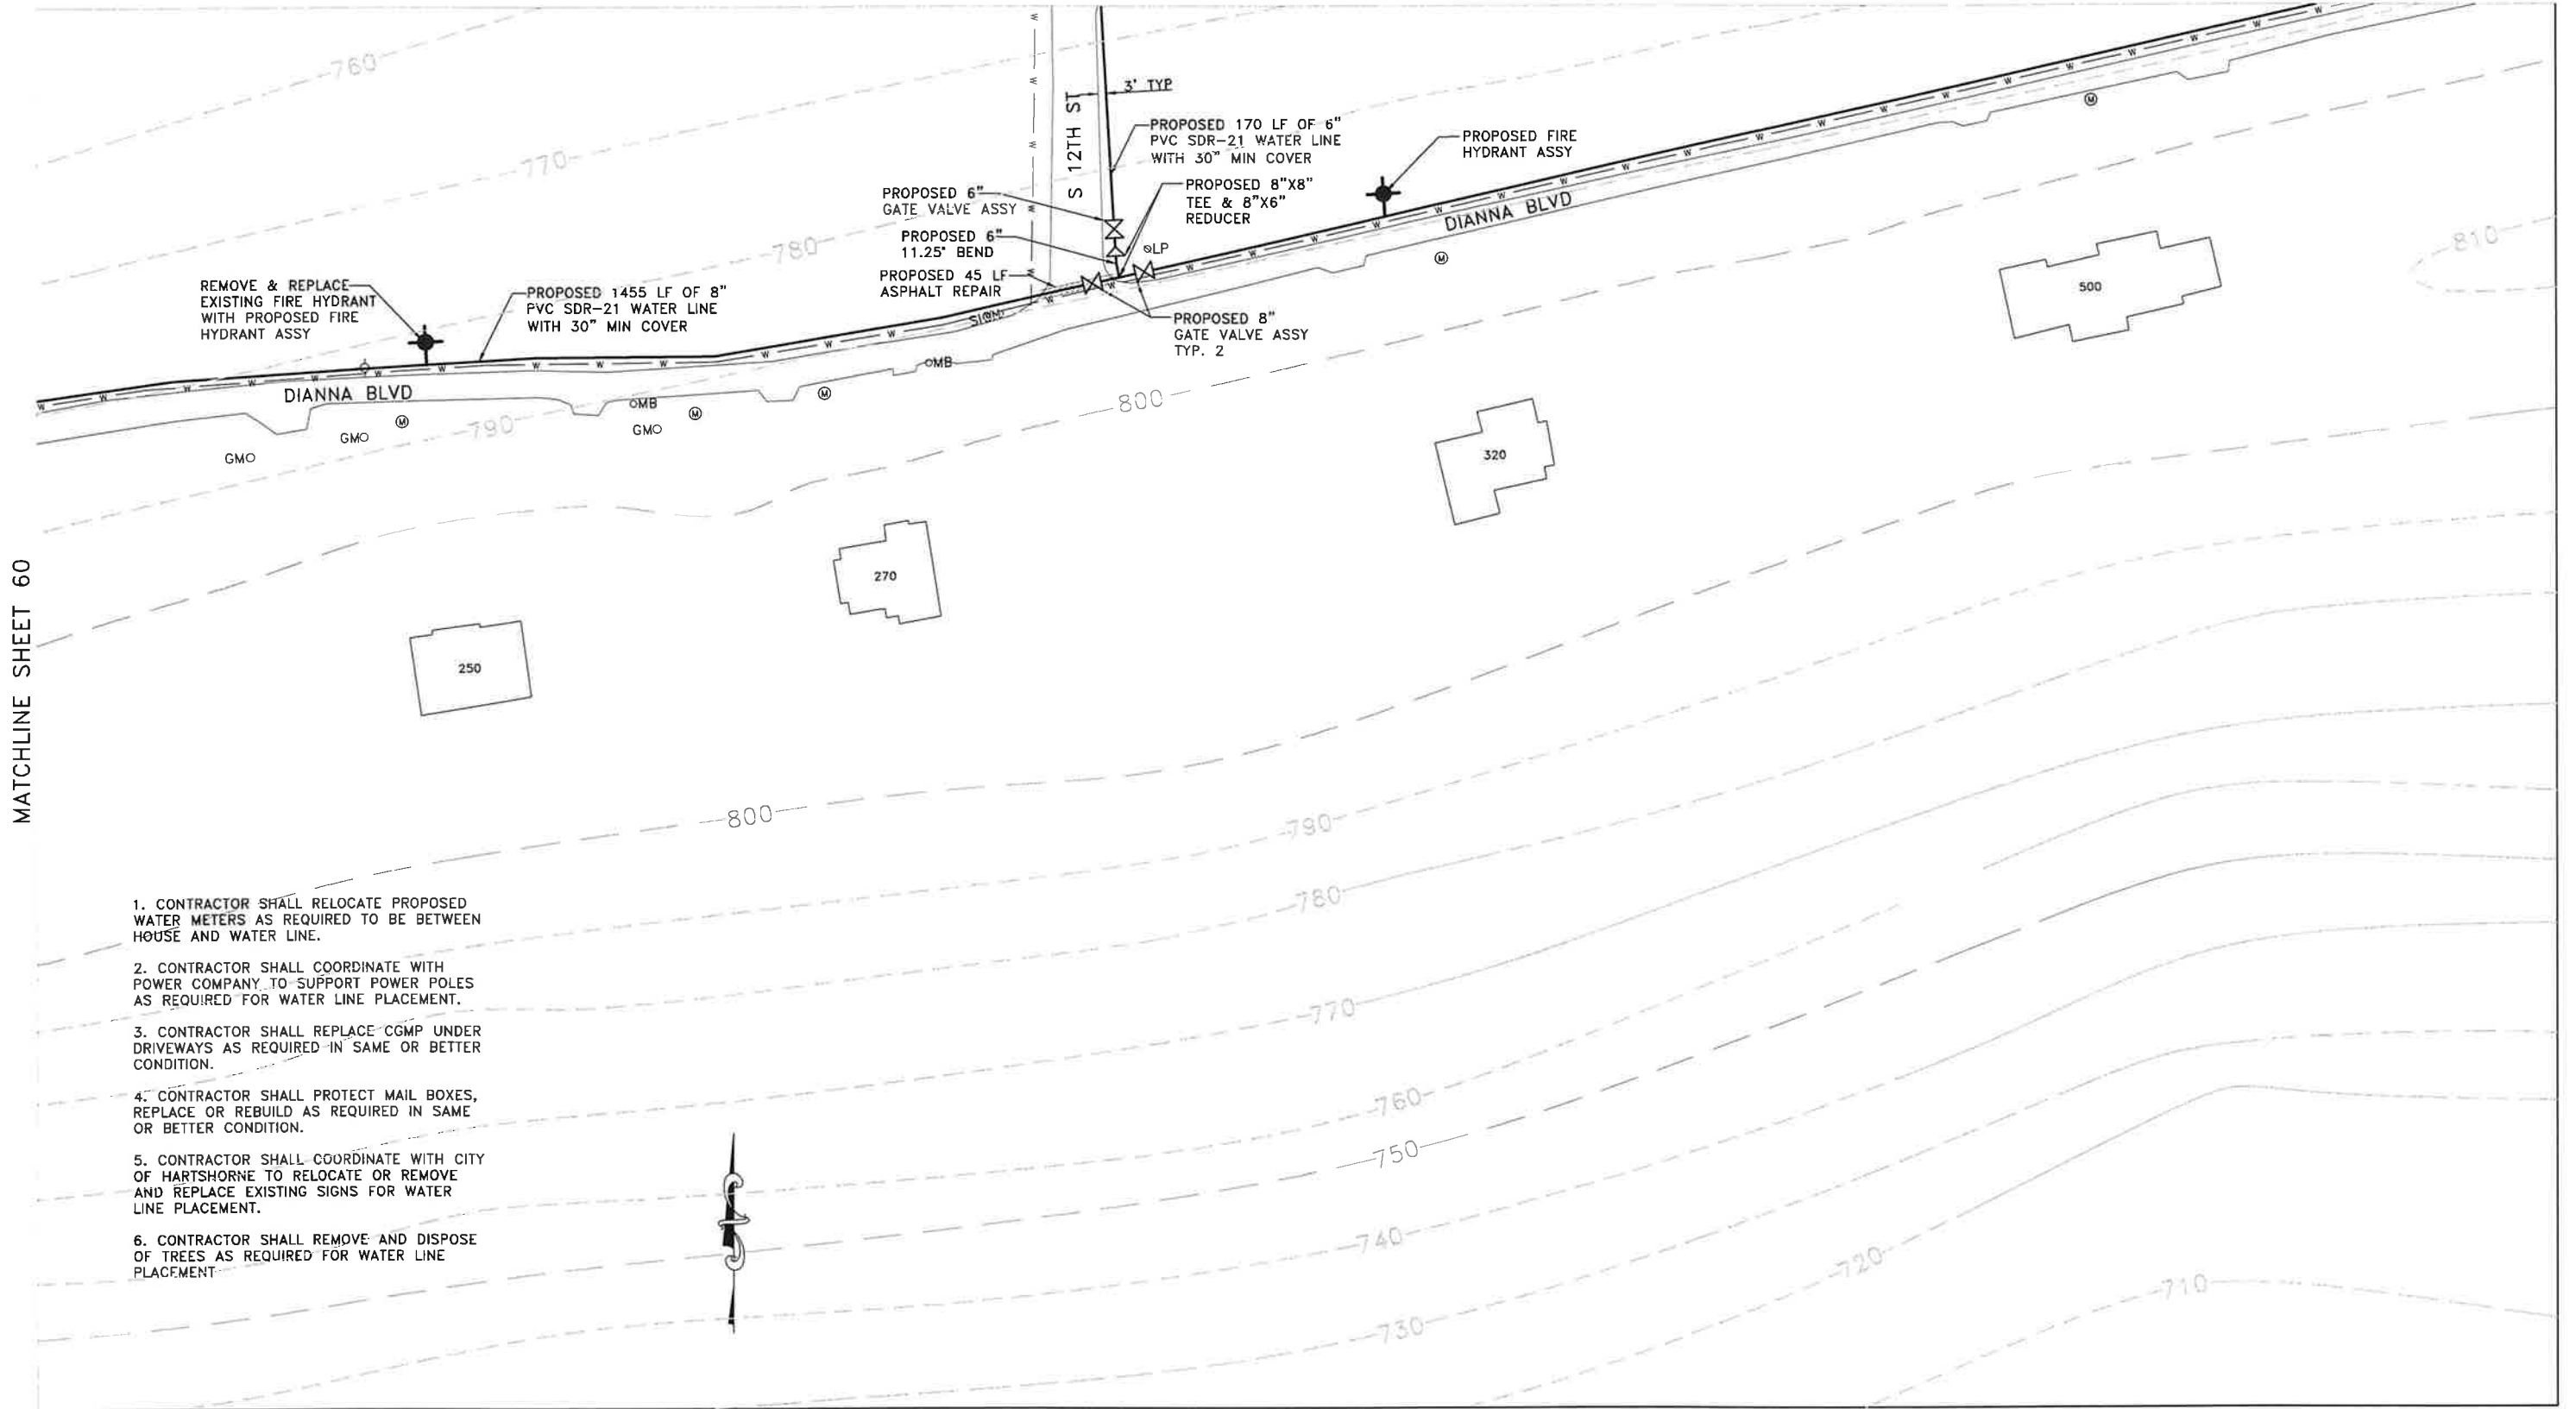 760
770
780
790
800
810
S 12TH ST
3' TYP
PROPOSED 170 LF OF 6"
PVC SDR-21 WATER LINE
WITH 30" MIN COVER
PROPOSED FIRE
HYDRANT ASSY
PROPOSED 6"
GATE VALVE ASSY
PROPOSED 8"X8"
TEE & 8"X6"
REDUCER
PROPOSED 6"
11.25° BEND
LP
PROPOSED 45 LF
ASPHALT REPAIR
DIANNA BLVD
REMOVE & REPLACE
EXISTING FIRE HYDRANT
WITH PROPOSED FIRE
HYDRANT ASSY
PROPOSED 1455 LF OF 8"
PVC SDR-21 WATER LINE
WITH 30" MIN COVER
SIGN
PROPOSED 8"
GATE VALVE ASSY
TYP. 2
DIANNA BLVD
MB
MB
GM
GM
GM
M
M
M
M
M
W
500
320
270
250
MATCHLINE SHEET 60
800
790
780
770
760
750
740
730
720
710
1. CONTRACTOR SHALL RELOCATE PROPOSED
WATER METERS AS REQUIRED TO BE BETWEEN
HOUSE AND WATER LINE.
2. CONTRACTOR SHALL COORDINATE WITH
POWER COMPANY TO SUPPORT POWER POLES
AS REQUIRED FOR WATER LINE PLACEMENT.
3. CONTRACTOR SHALL REPLACE CGMP UNDER
DRIVEWAYS AS REQUIRED IN SAME OR BETTER
CONDITION.
4. CONTRACTOR SHALL PROTECT MAIL BOXES,
REPLACE OR REBUILD AS REQUIRED IN SAME
OR BETTER CONDITION.
5. CONTRACTOR SHALL COORDINATE WITH CITY
OF HARTSHORNE TO RELOCATE OR REMOVE
AND REPLACE EXISTING SIGNS FOR WATER
LINE PLACEMENT.
6. CONTRACTOR SHALL REMOVE AND DISPOSE
OF TREES AS REQUIRED FOR WATER LINE
PLACEMENT